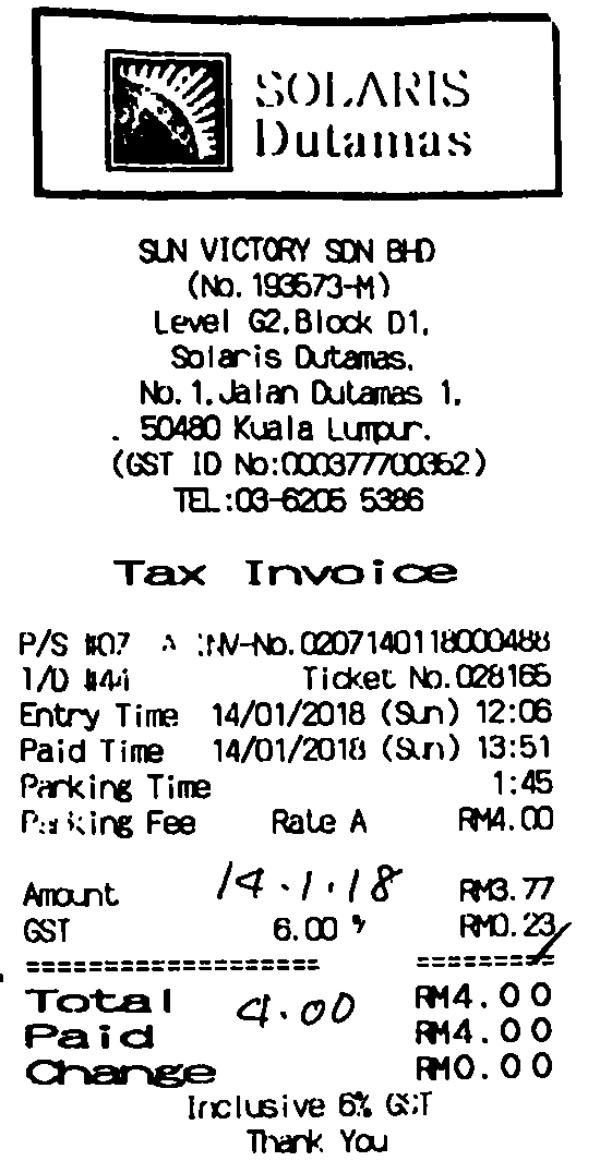 SOLARIS
Dutamas
SUN VICTORY SDN BHD
(No. 193573-M)
Level G2,Block D1,
Solaris Dutamas,
No. 1,Jalan Dutamas 1,
50480 Kuala Lumpur.
(GST ID No:000377700352)
TEL:03-6205 5386
Tax Invoice
P/S #07 A INV-No.0207140118000488
I/D #44 Ticket No.028165
Entry Time 14/01/2018 (Sun) 12:06
Paid Time 14/01/2018 (Sun) 13:51
Parking Time 1:45
Parking Fee Rate A RM4.00
14.1.18
Amount RM3.77
GST 6.00 % RM0.23
=================== =========
Total 4.00 RM4.00
Paid RM4.00
Change RM0.00
Inclusive 6% GST
Thank You